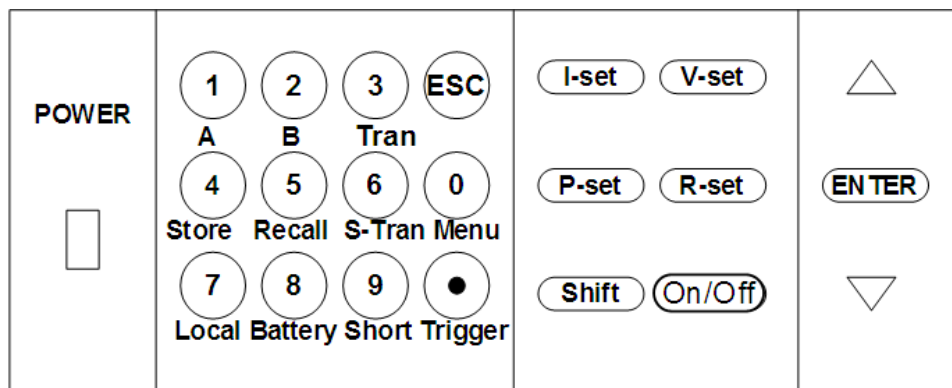 1 2 3 ESC I-set V-set
POWER
A B Tran
4 5 6 0 P-set R-set ENTER
Store Recall S-Tran Menu
7 8 9 Shift On/Off
Local Battery Short Trigger